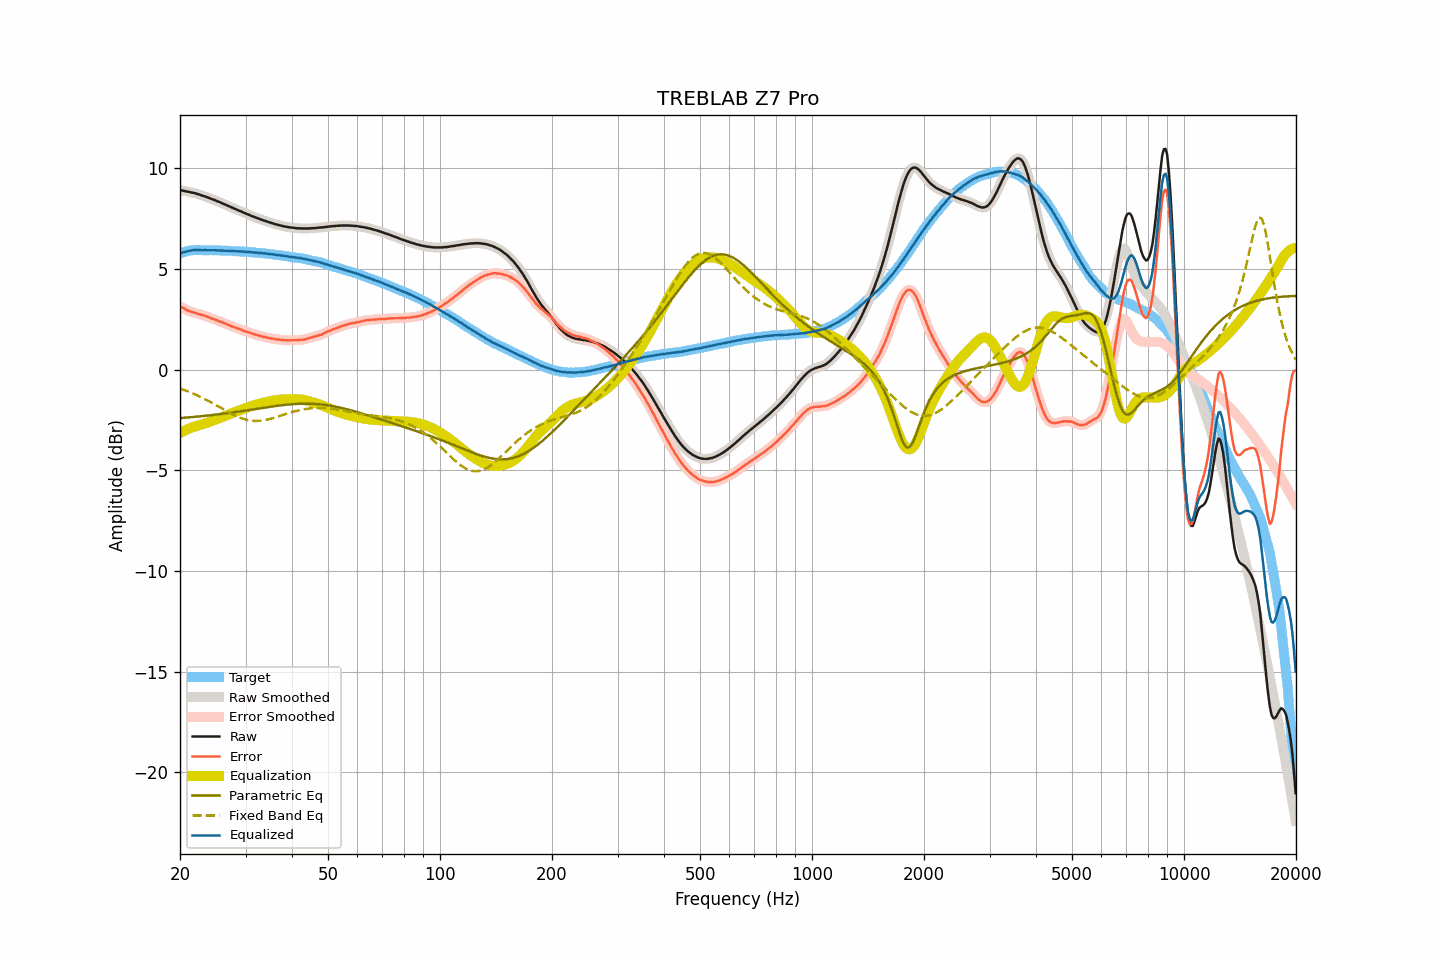 TREBLAB Z7 Pro
Amplitude (dBr)
10
5
0
−5
−10
−15
−20
Target
Raw Smoothed
Error Smoothed
Raw
Error
Equalization
Parametric Eq
Fixed Band Eq
Equalized
20 50 100 200 500 1000 2000 5000 10000 20000
Frequency (Hz)